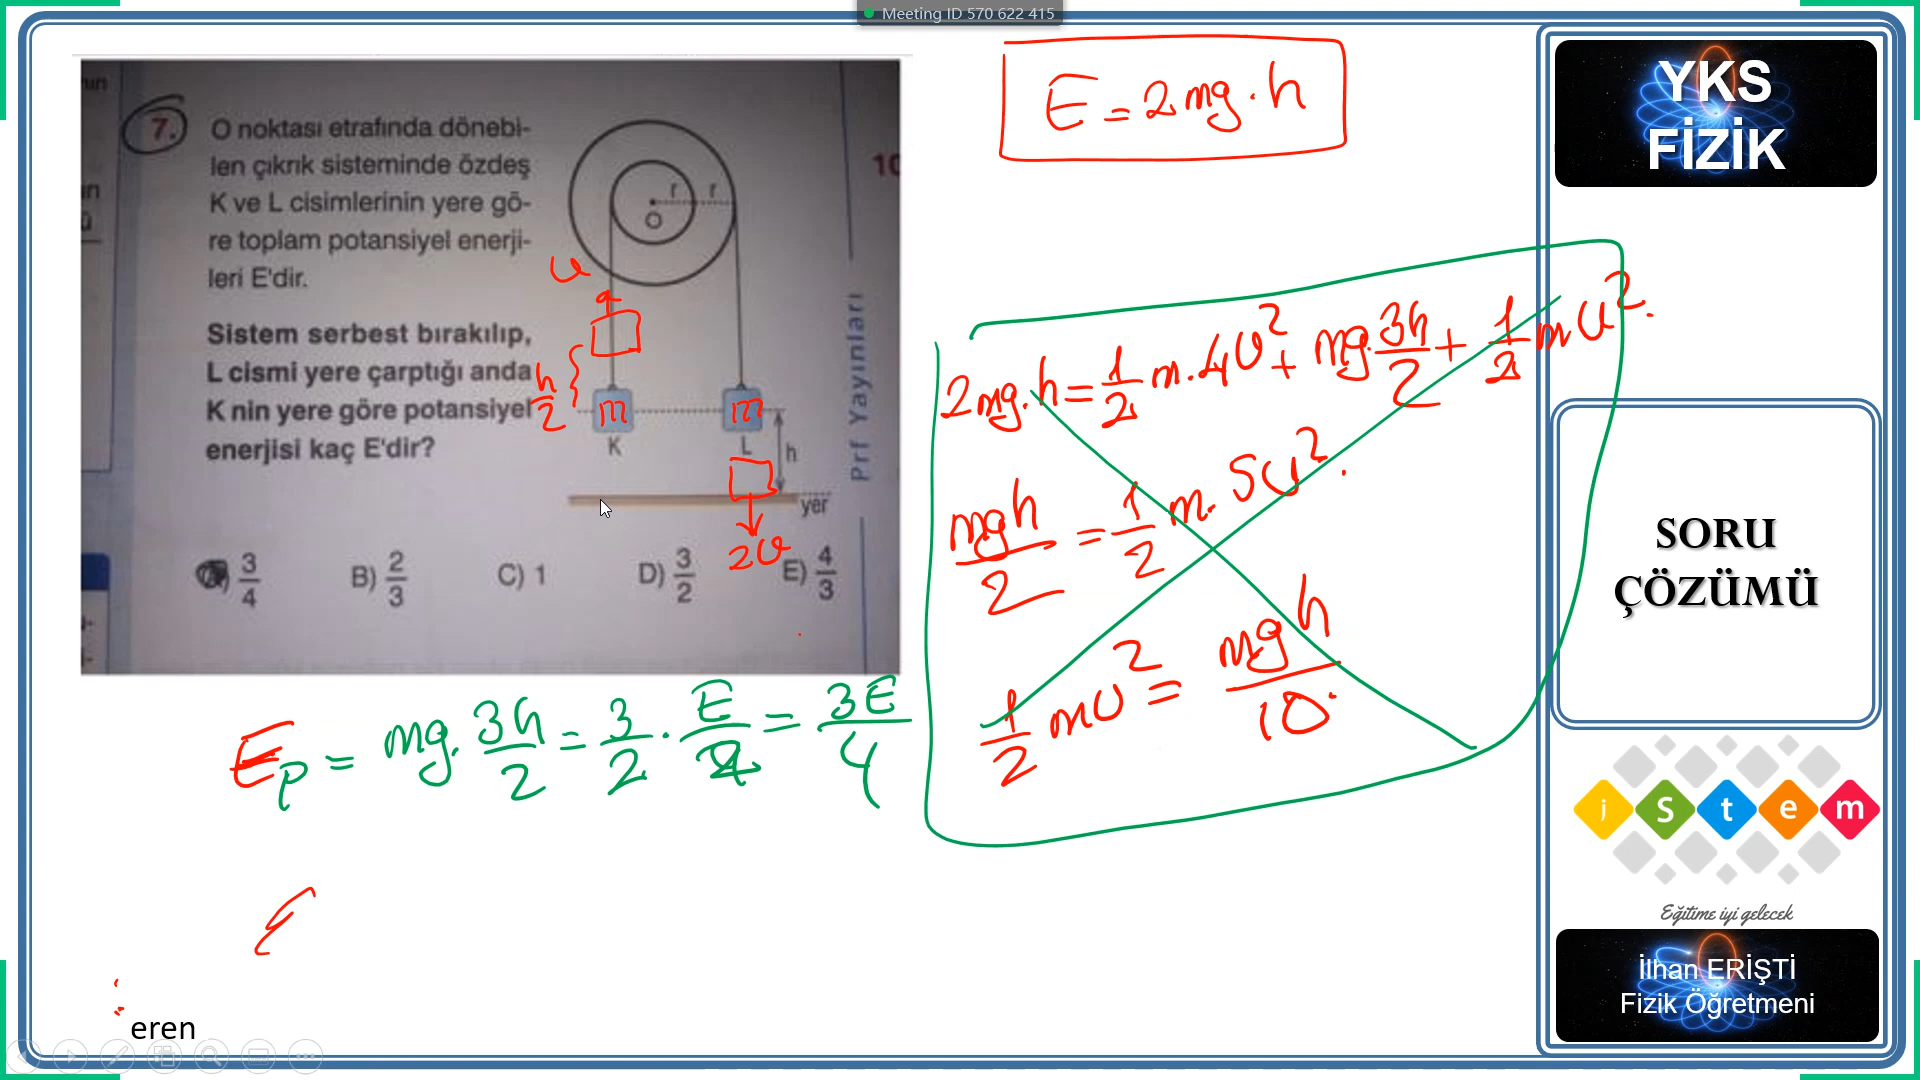 Meeting ID 570 622 415
E = 2mg.h
YKS
FİZİK
7.
O noktası etrafında dönebi-
len çıkrık sisteminde özdeş
K ve L cisimlerinin yere gö-
re toplam potansiyel enerji-
leri E'dir.
Sistem serbest bırakılıp,
L cismi yere çarptığı anda
K nin yere göre potansiyel
enerjisi kaç E'dir?
r r
O
10
Prf Yayınları
υ
h/2
m m
K L
h
yer
2υ
3/4 B) 2/3 C) 1 D) 3/2 E) 4/3
2mg.h = 1/2 m.4υ² + mg.3h/2 + 1/2 mυ².
mgh/2 = 1/2 m.5υ².
1/2 mυ² = mgh/10.
Ep = mg.3h/2 = 3/2 . E/2 = 3E/4
SORU
ÇÖZÜMÜ
iStem
Eğitime iyi gelecek
İlhan ERİŞTİ
Fizik Öğretmeni
eren